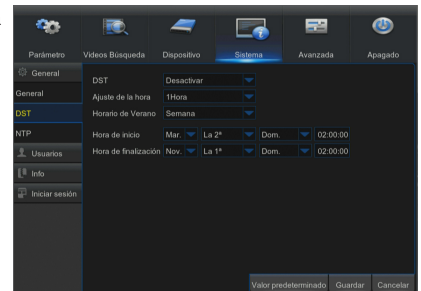 Parámetro Videos Búsqueda Dispositivo Sistema Avanzada Apagado
General
General
DST
NTP
Usuarios
Info
Iniciar sesión
DST Desactivar
Ajuste de la hora 1Hora
Horario de Verano Semana
Hora de inicio Mar. La 2ª Dom. 02:00:00
Hora de finalización Nov. La 1ª Dom. 02:00:00
Valor predeterminado Guardar Cancelar